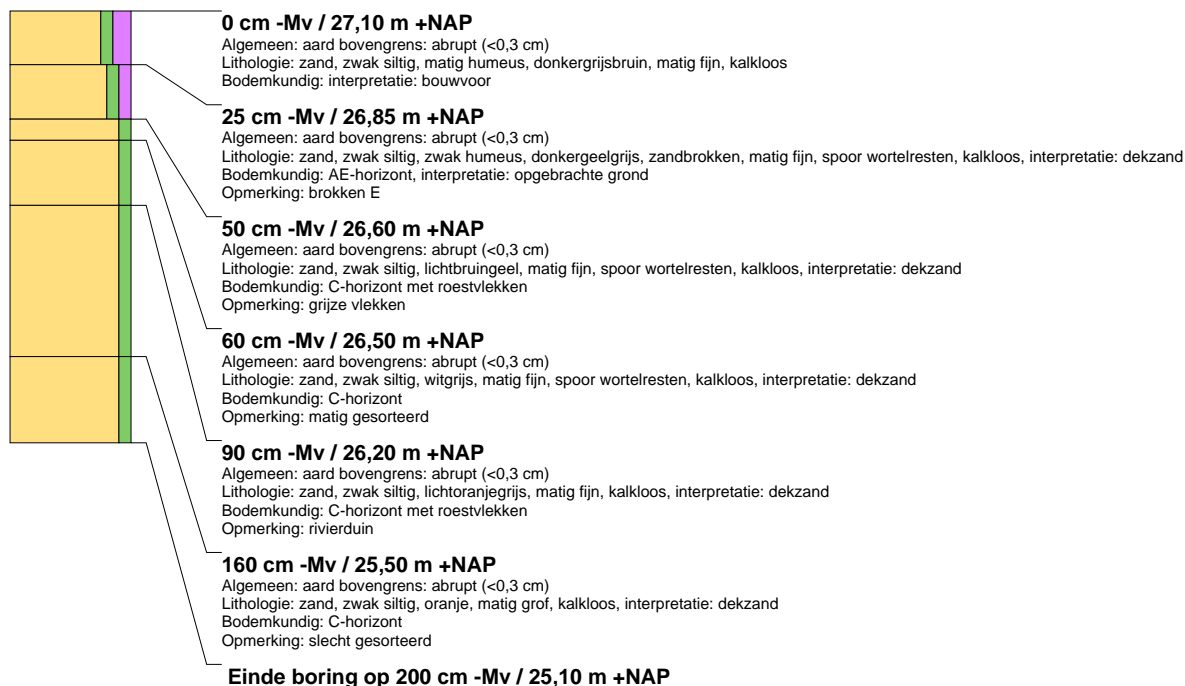 0 cm -Mv / 27,10 m +NAP
Algemeen: aard bovengrens: abrupt (<0,3 cm)
Lithologie: zand, zwak siltig, matig humeus, donkergrijsbruin, matig fijn, kalkloos
Bodemkundig: interpretatie: bouwvoor
25 cm -Mv / 26,85 m +NAP
Algemeen: aard bovengrens: abrupt (<0,3 cm)
Lithologie: zand, zwak siltig, zwak humeus, donkergeelgrijs, zandbrokken, matig fijn, spoor wortelresten, kalkloos, interpretatie: dekzand
Bodemkundig: AE-horizont, interpretatie: opgebrachte grond
Opmerking: brokken E
50 cm -Mv / 26,60 m +NAP
Algemeen: aard bovengrens: abrupt (<0,3 cm)
Lithologie: zand, zwak siltig, lichtbruingeel, matig fijn, spoor wortelresten, kalkloos, interpretatie: dekzand
Bodemkundig: C-horizont met roestvlekken
Opmerking: grijze vlekken
60 cm -Mv / 26,50 m +NAP
Algemeen: aard bovengrens: abrupt (<0,3 cm)
Lithologie: zand, zwak siltig, witgrijs, matig fijn, spoor wortelresten, kalkloos, interpretatie: dekzand
Bodemkundig: C-horizont
Opmerking: matig gesorteerd
90 cm -Mv / 26,20 m +NAP
Algemeen: aard bovengrens: abrupt (<0,3 cm)
Lithologie: zand, zwak siltig, lichtoranjegrijs, matig fijn, kalkloos, interpretatie: dekzand
Bodemkundig: C-horizont met roestvlekken
Opmerking: rivierduin
160 cm -Mv / 25,50 m +NAP
Algemeen: aard bovengrens: abrupt (<0,3 cm)
Lithologie: zand, zwak siltig, oranje, matig grof, kalkloos, interpretatie: dekzand
Bodemkundig: C-horizont
Opmerking: slecht gesorteerd
Einde boring op 200 cm -Mv / 25,10 m +NAP